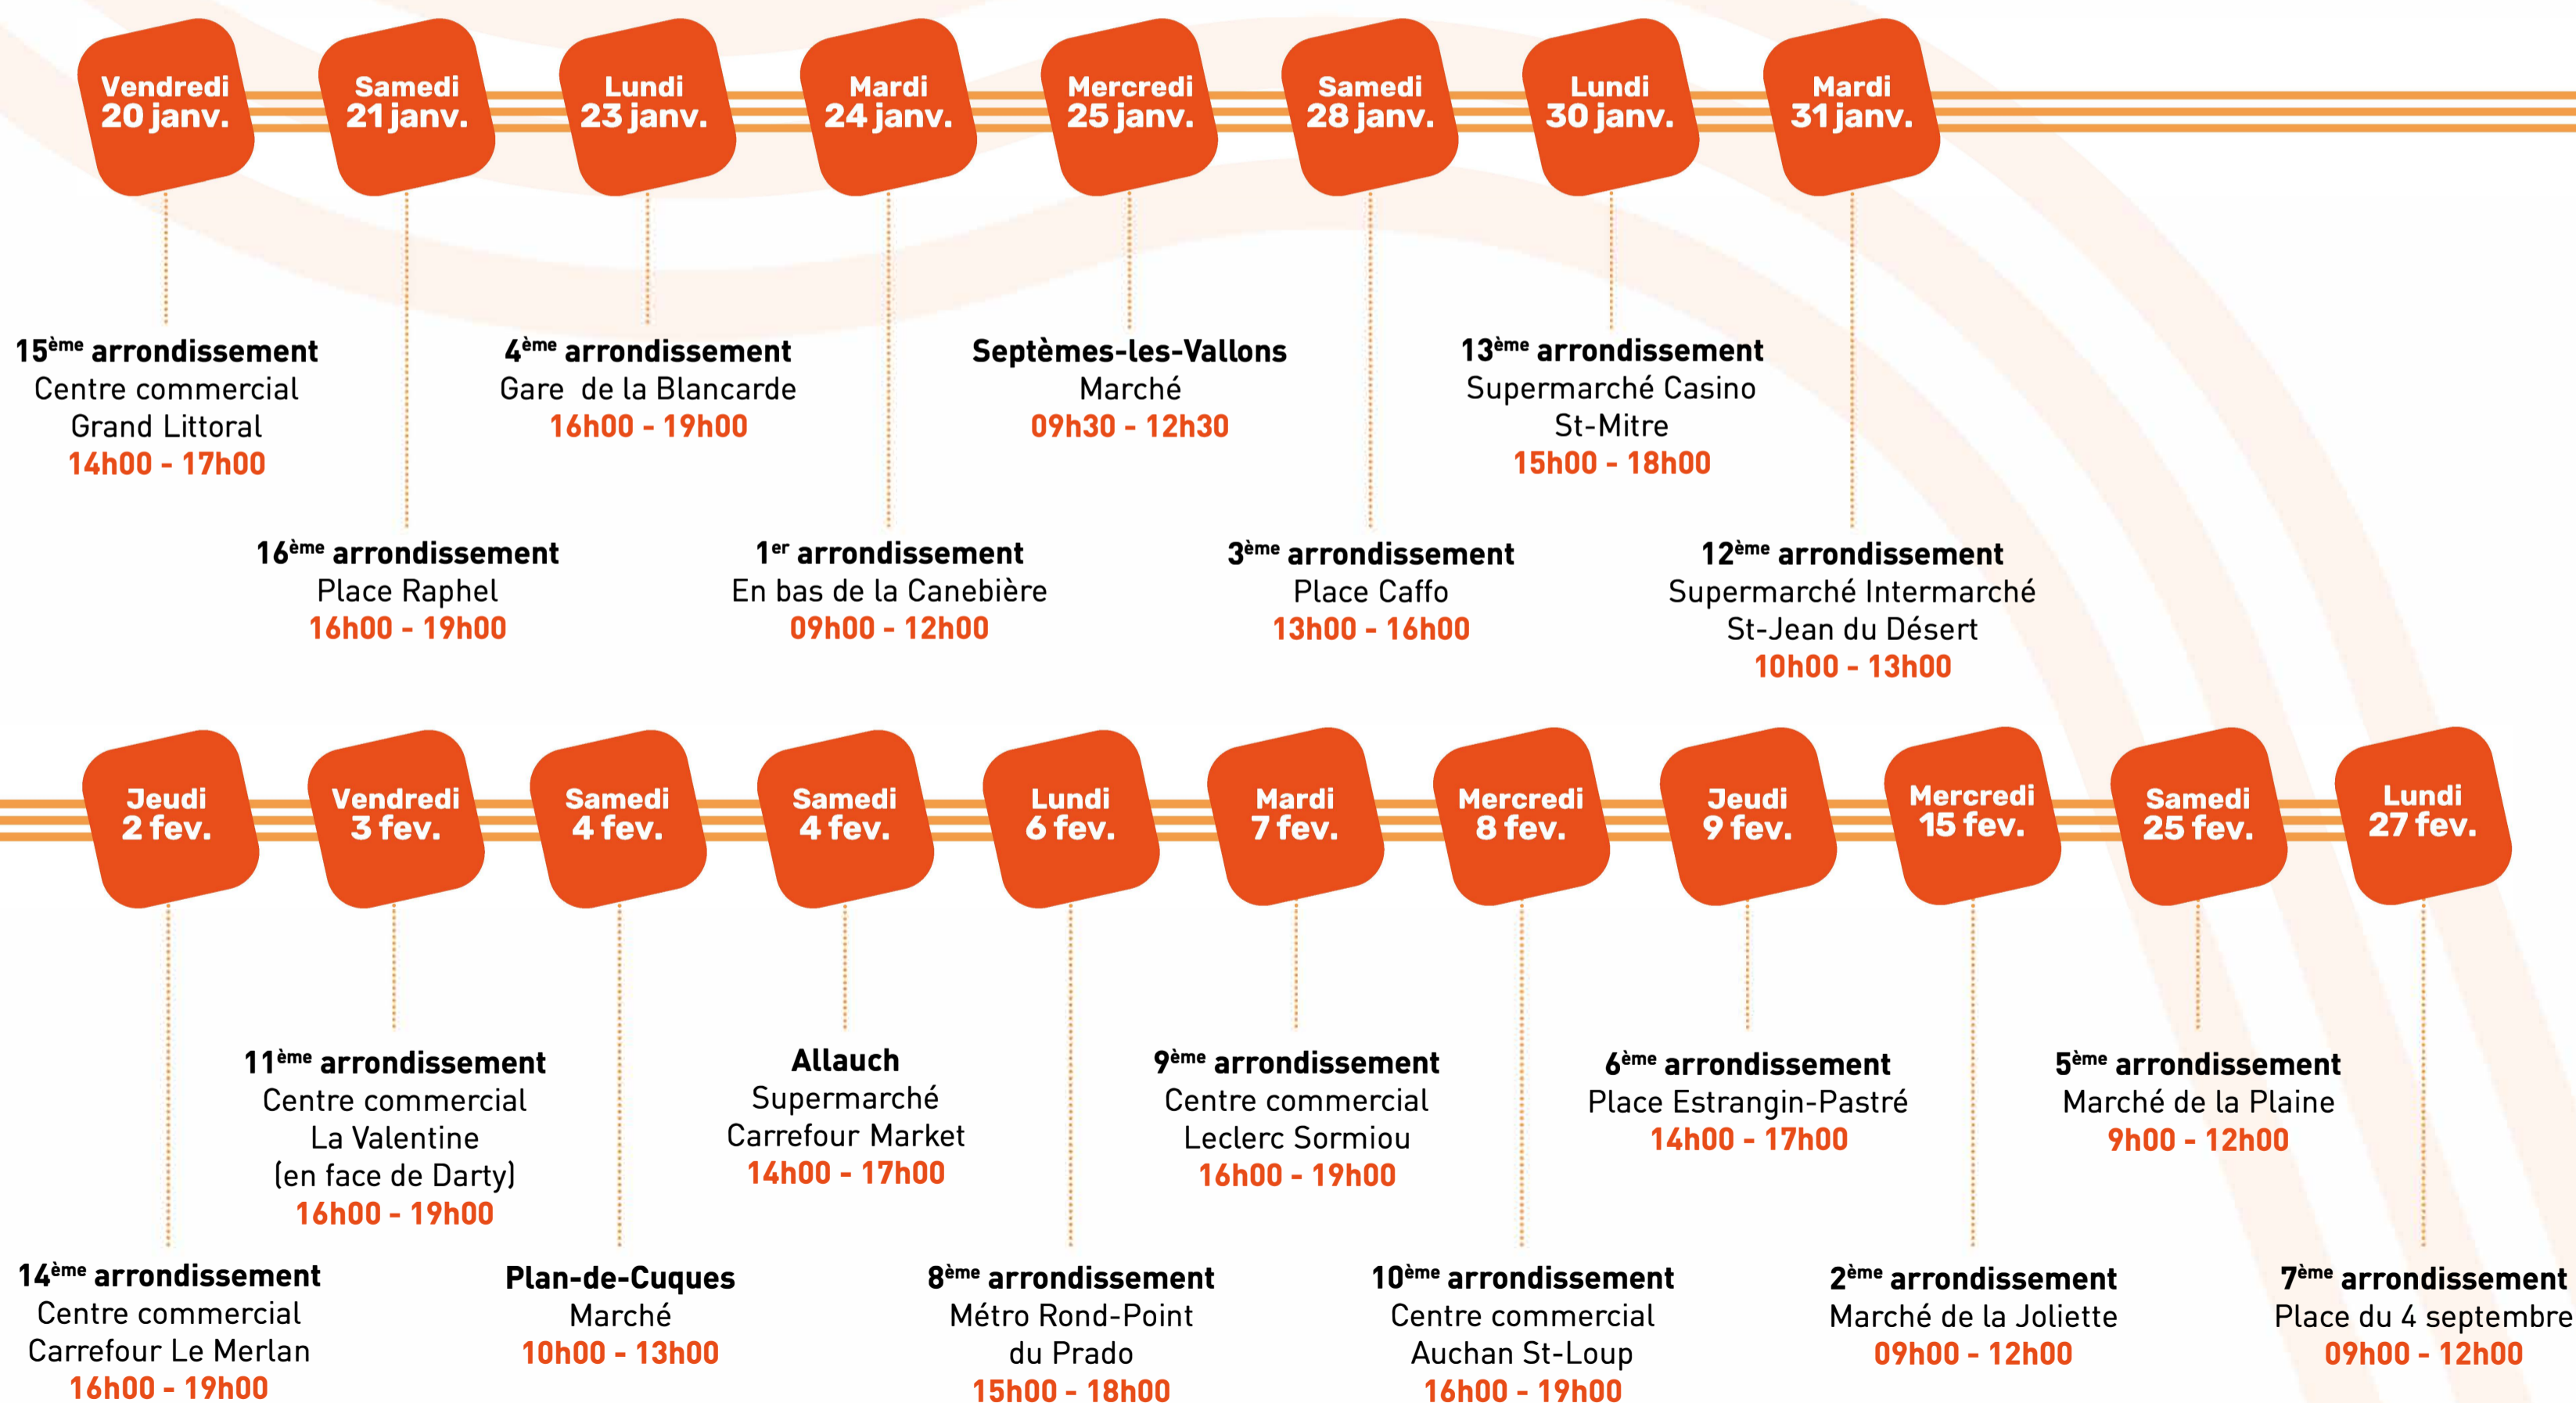 Vendredi
20 janv.
Samedi
21 janv.
Lundi
23 janv.
Mardi
24 janv.
Mercredi
25 janv.
Samedi
28 janv.
Lundi
30 janv.
Mardi
31 janv.
15ème arrondissement
Centre commercial
Grand Littoral
14h00 - 17h00
16ème arrondissement
Place Raphel
16h00 - 19h00
4ème arrondissement
Gare de la Blancarde
16h00 - 19h00
1er arrondissement
En bas de la Canebière
09h00 - 12h00
Septèmes-les-Vallons
Marché
09h30 - 12h30
3ème arrondissement
Place Caffo
13h00 - 16h00
13ème arrondissement
Supermarché Casino
St-Mitre
15h00 - 18h00
12ème arrondissement
Supermarché Intermarché
St-Jean du Désert
10h00 - 13h00
Jeudi
2 fev.
Vendredi
3 fev.
Samedi
4 fev.
Samedi
4 fev.
Lundi
6 fev.
Mardi
7 fev.
Mercredi
8 fev.
Jeudi
9 fev.
Mercredi
15 fev.
Samedi
25 fev.
Lundi
27 fev.
14ème arrondissement
Centre commercial
Carrefour Le Merlan
16h00 - 19h00
11ème arrondissement
Centre commercial
La Valentine
(en face de Darty)
16h00 - 19h00
Plan-de-Cuques
Marché
10h00 - 13h00
Allauch
Supermarché
Carrefour Market
14h00 - 17h00
8ème arrondissement
Métro Rond-Point
du Prado
15h00 - 18h00
9ème arrondissement
Centre commercial
Leclerc Sormiou
16h00 - 19h00
10ème arrondissement
Centre commercial
Auchan St-Loup
16h00 - 19h00
6ème arrondissement
Place Estrangin-Pastré
14h00 - 17h00
2ème arrondissement
Marché de la Joliette
09h00 - 12h00
5ème arrondissement
Marché de la Plaine
9h00 - 12h00
7ème arrondissement
Place du 4 septembre
09h00 - 12h00